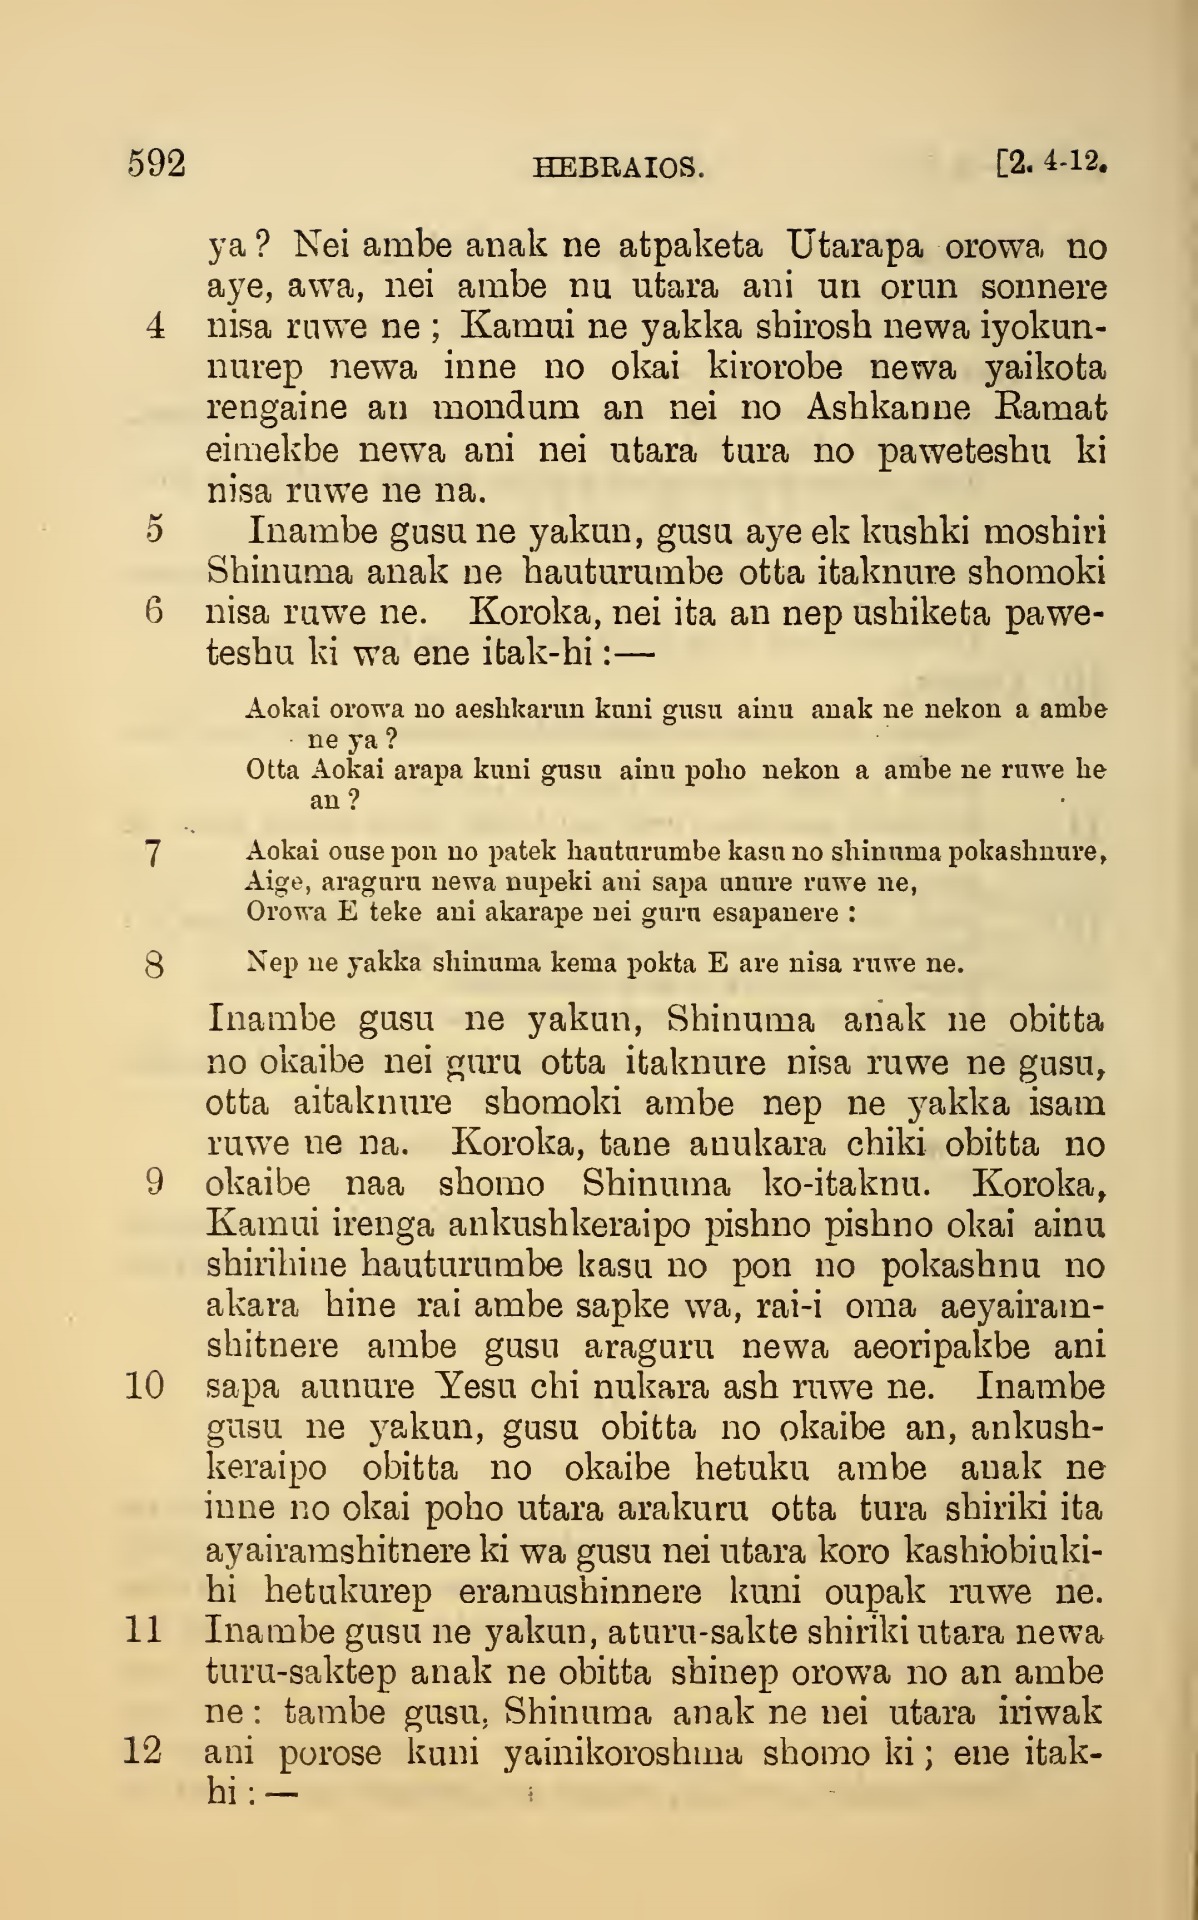 592 HEBRAIOS. [2. 4-12.
ya? Nei ambe anak ne atpaketa Utarapa orowa no
aye, awa, nei ambe nu utara ani un orun sonnere
4 nisa ruwe ne; Kamui ne yakka shirosh newa iyokun-
nurep newa inne no okai kirorobe newa yaikota
rengaine an mondum an nei no Ashkanne Ramat
eimekbe newa ani nei utara tura no paweteshu ki
nisa ruwe ne na.
5 Inambe gusu ne yakun, gusu aye ek kushki moshiri
Shinuma anak ne hauturumbe otta itaknure shomoki
6 nisa ruwe ne. Koroka, nei ita an nep ushiketa pawe-
teshu ki wa ene itak-hi:—
Aokai orowa no aeshkarun kuni gusu ainu anak ne nekon a ambe
ne ya?
Otta Aokai arapa kuni gusu ainu poho nekon a ambe ne ruwe he
an?
7 Aokai ouse pon no patek hauturumbe kasu no shinuma pokashnure,
Aige, araguru newa nupeki ani sapa unure ruwe ne,
Orowa E teke ani akarape nei guru esapanere:
8 Nep ne yakka shinuma kema pokta E are nisa ruwe ne.
Inambe gusu ne yakun, Shinuma anak ne obitta
no okaibe nei guru otta itaknure nisa ruwe ne gusu,
otta aitaknure shomoki ambe nep ne yakka isam
ruwe ne na. Koroka, tane anukara chiki obitta no
9 okaibe naa shomo Shinuma ko-itaknu. Koroka,
Kamui irenga ankushkeraipo pishno pishno okai ainu
shirihine hauturumbe kasu no pon no pokashnu no
akara hine rai ambe sapke wa, rai-i oma aeyairam-
shitnere ambe gusu araguru newa aeoripakbe ani
10 sapa aunure Yesu chi nukara ash ruwe ne. Inambe
gusu ne yakun, gusu obitta no okaibe an, ankush-
keraipo obitta no okaibe hetuku ambe anak ne
inne no okai poho utara arakuru otta tura shiriki ita
ayairamshitnere ki wa gusu nei utara koro kashiobiuki-
hi hetukurep eramushinnere kuni oupak ruwe ne.
11 Inambe gusu ne yakun, aturu-sakte shiriki utara newa
turu-saktep anak ne obitta shinep orowa no an ambe
ne: tambe gusu, Shinuma anak ne nei utara iriwak
12 ani porose kuni yainikoroshma shomo ki; ene itak-
hi:—